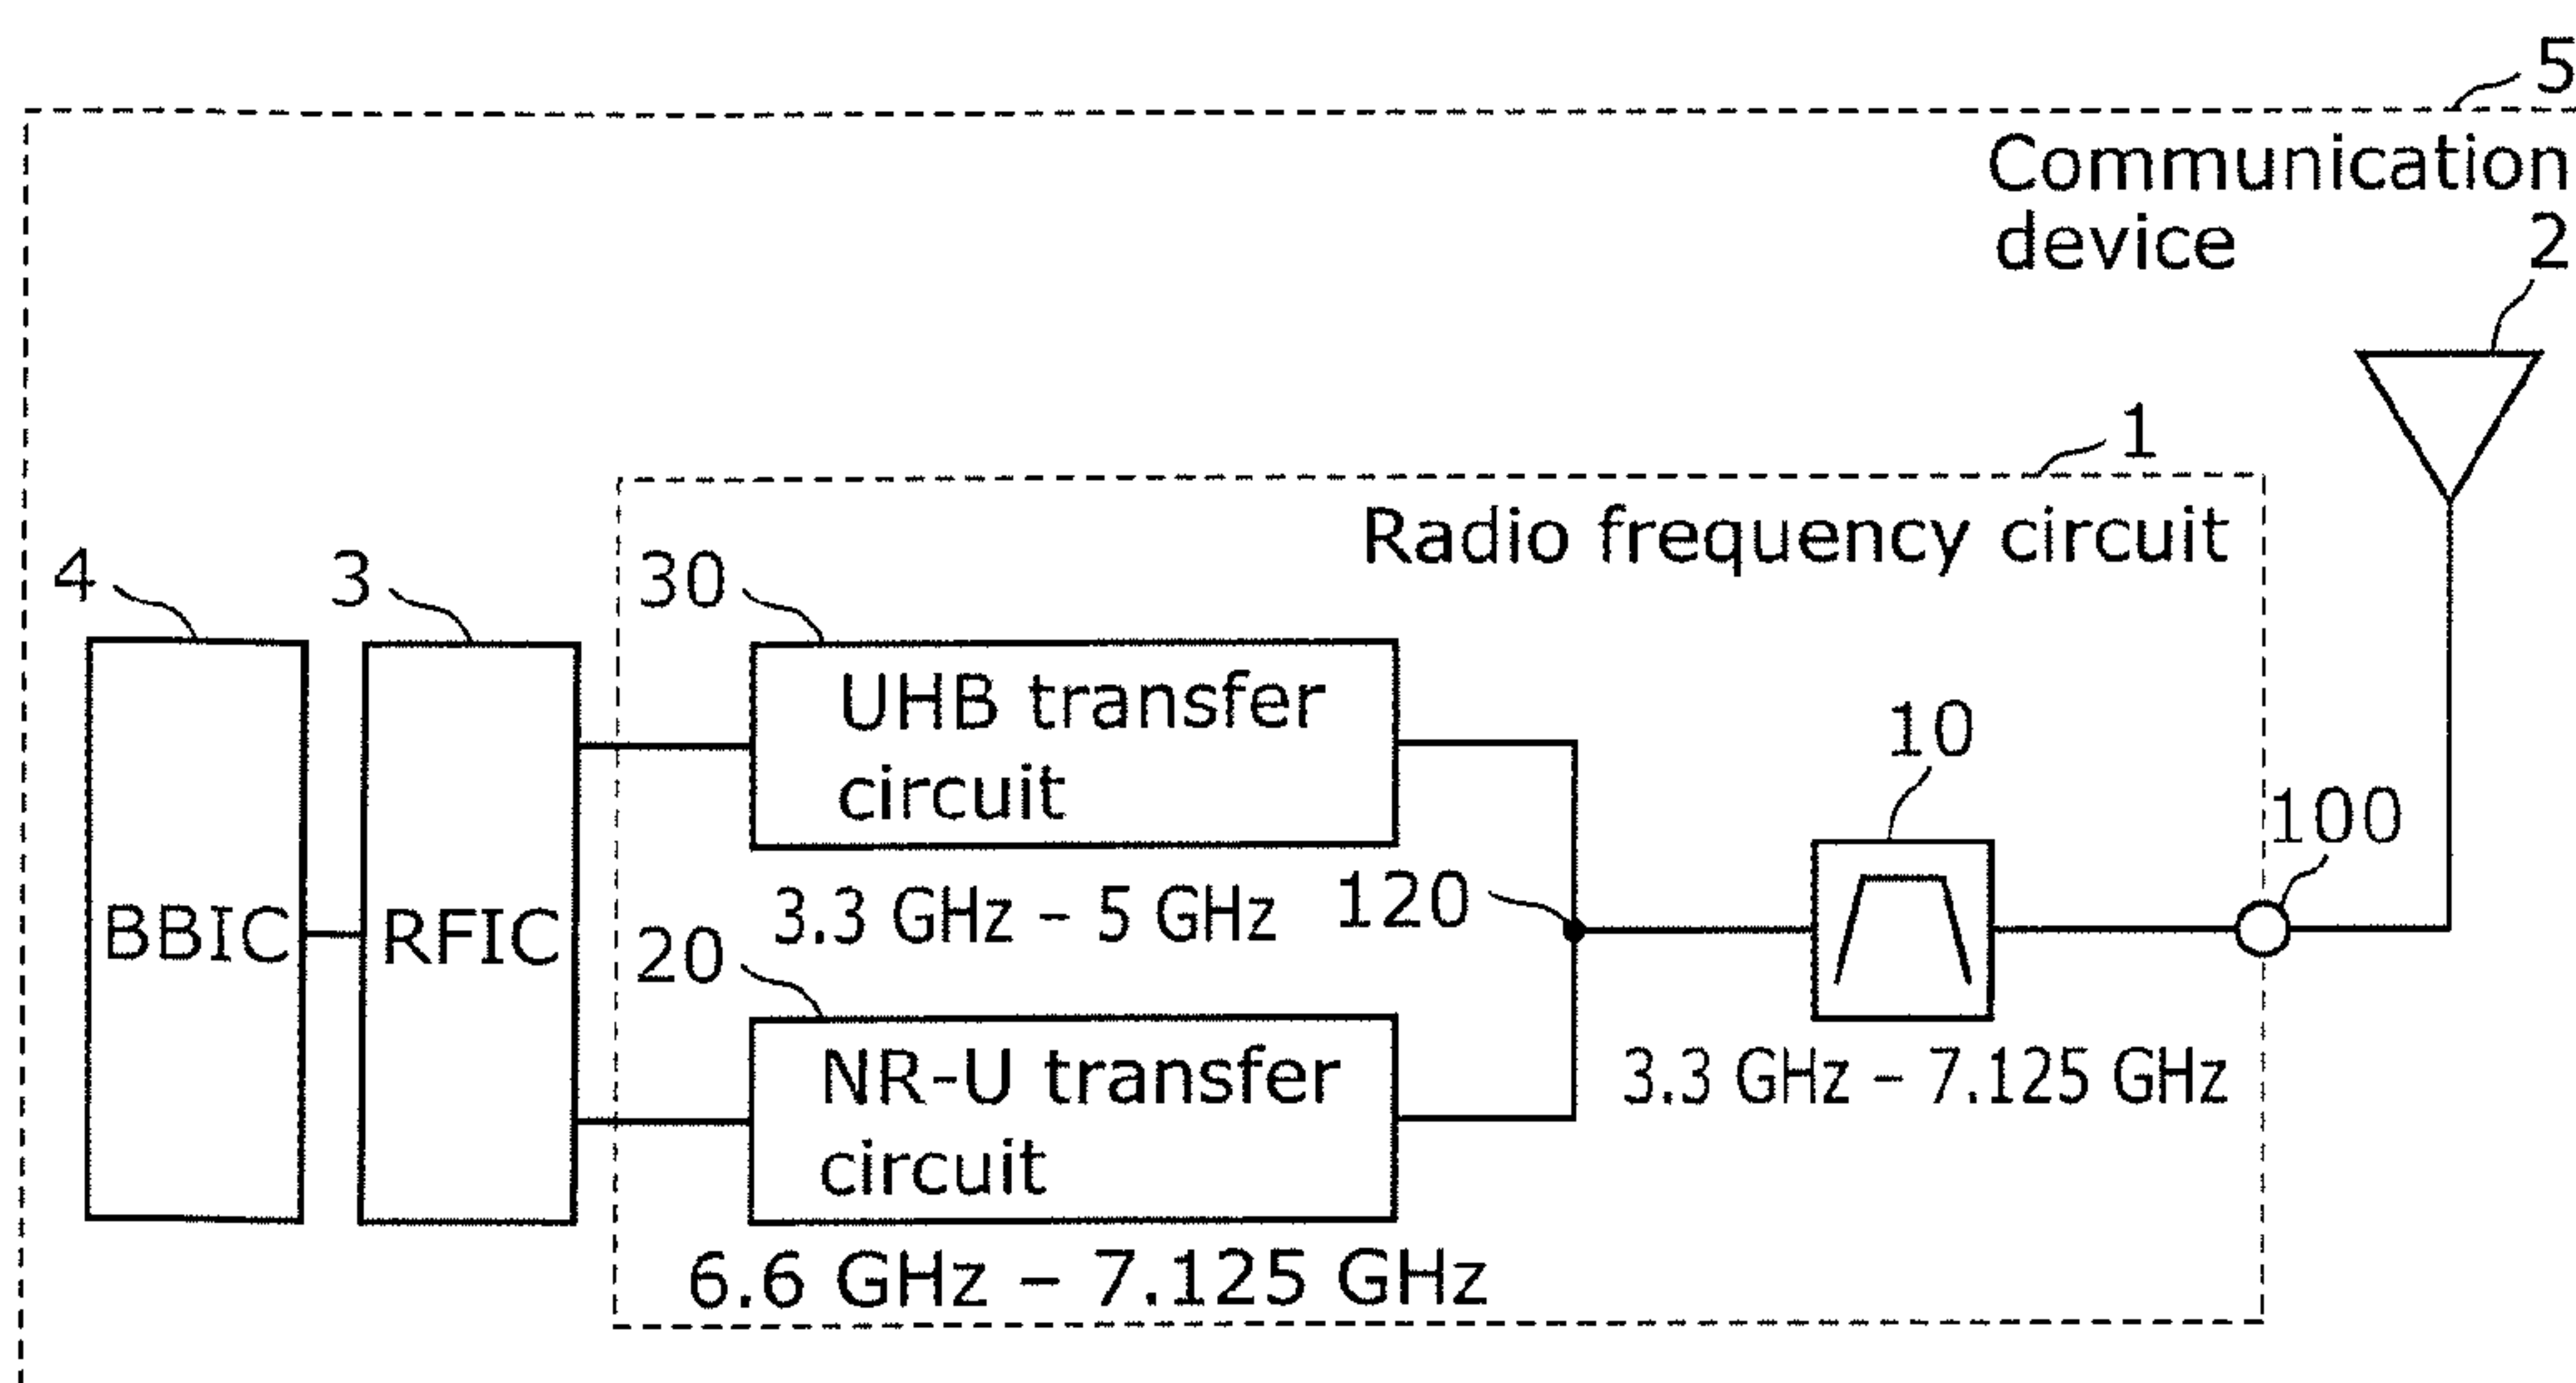 5
Communication
device
2
1
Radio frequency circuit
4
3
30
UHB transfer
circuit
10
100
BBIC
RFIC
3.3 GHz – 5 GHz
120
20
NR-U transfer
circuit
3.3 GHz – 7.125 GHz
6.6 GHz – 7.125 GHz